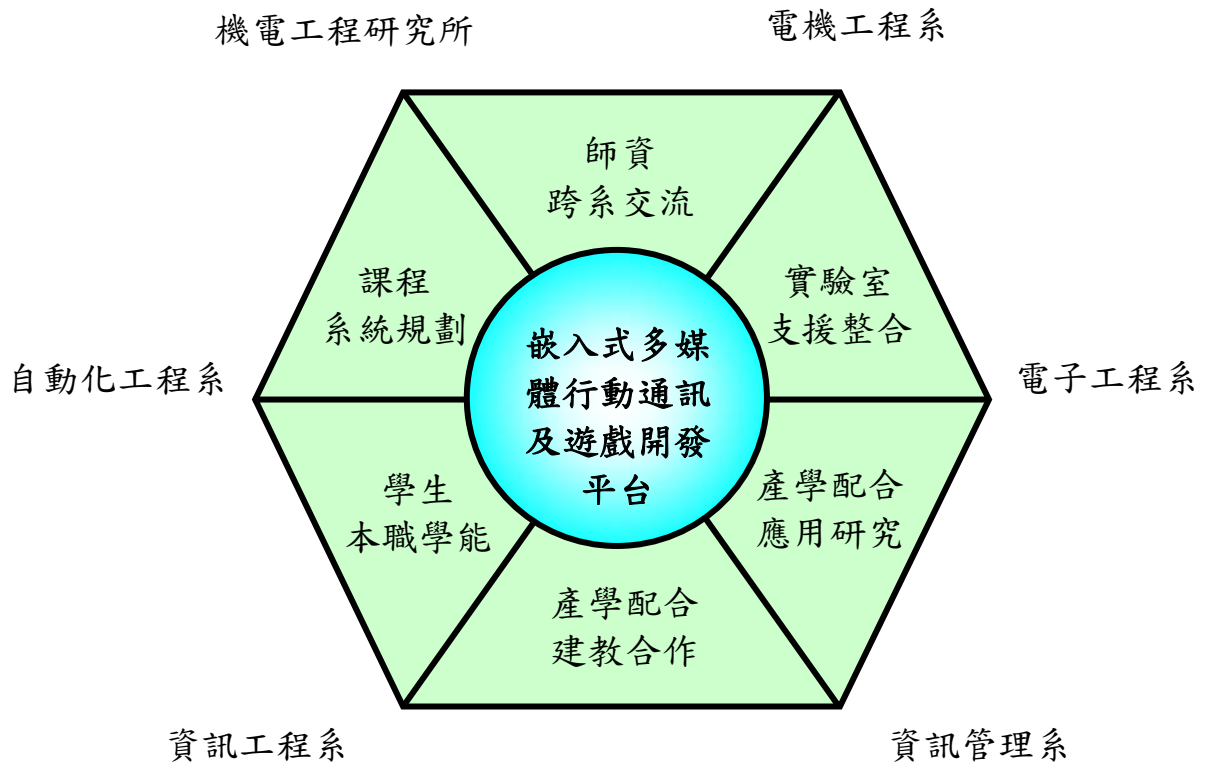 機電工程研究所
電機工程系
師資
跨系交流
課程
系統規劃
實驗室
支援整合
嵌入式多媒
體行動通訊
及遊戲開發
平台
自動化工程系
電子工程系
學生
本職學能
產學配合
應用研究
產學配合
建教合作
資訊工程系
資訊管理系